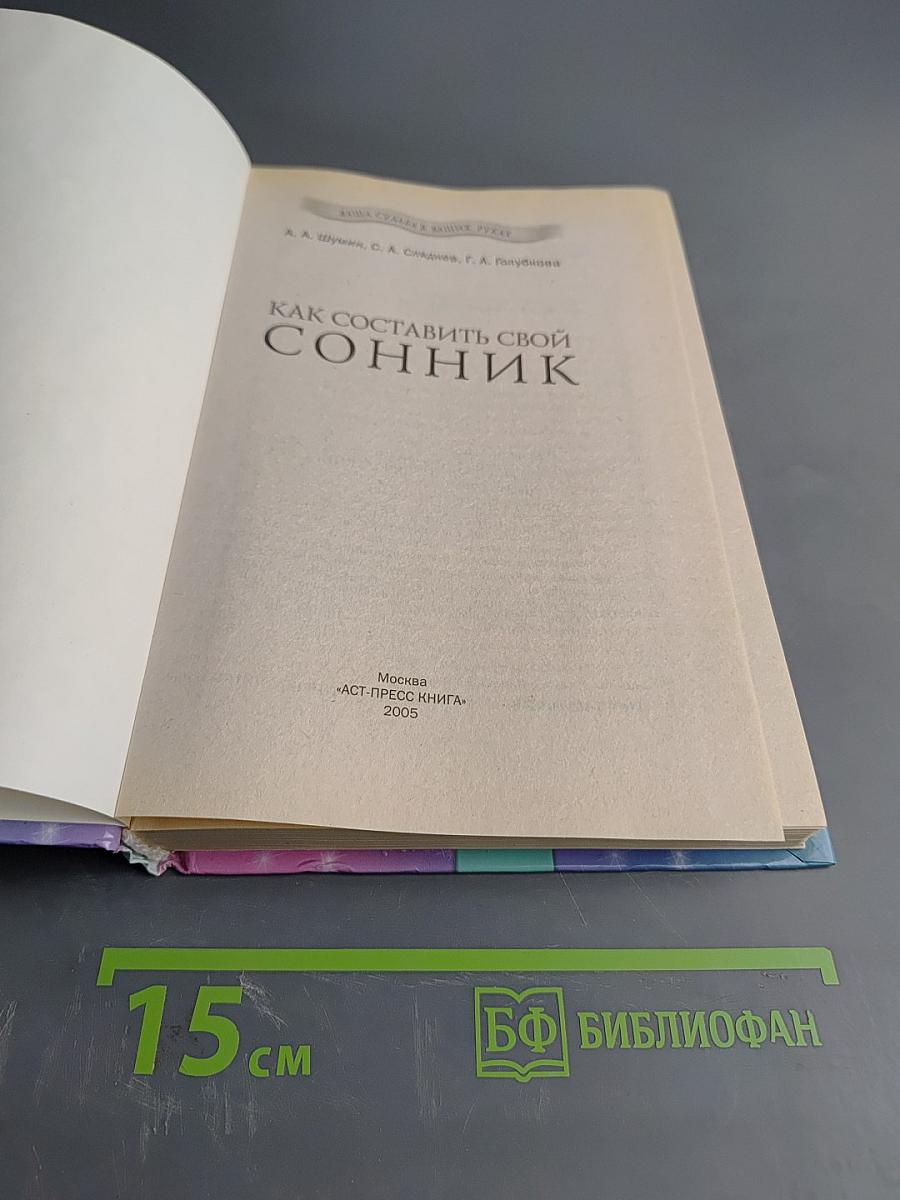 ВАША СУДЬБА В ВАШИХ РУКАХ
А. А. Шумин, С. А. Сладнев, Г. А. Голубкова
КАК СОСТАВИТЬ СВОЙ
СОННИК
Москва
«АСТ-ПРЕСС КНИГА»
2005
15 см
БФ БИБЛИОФАН